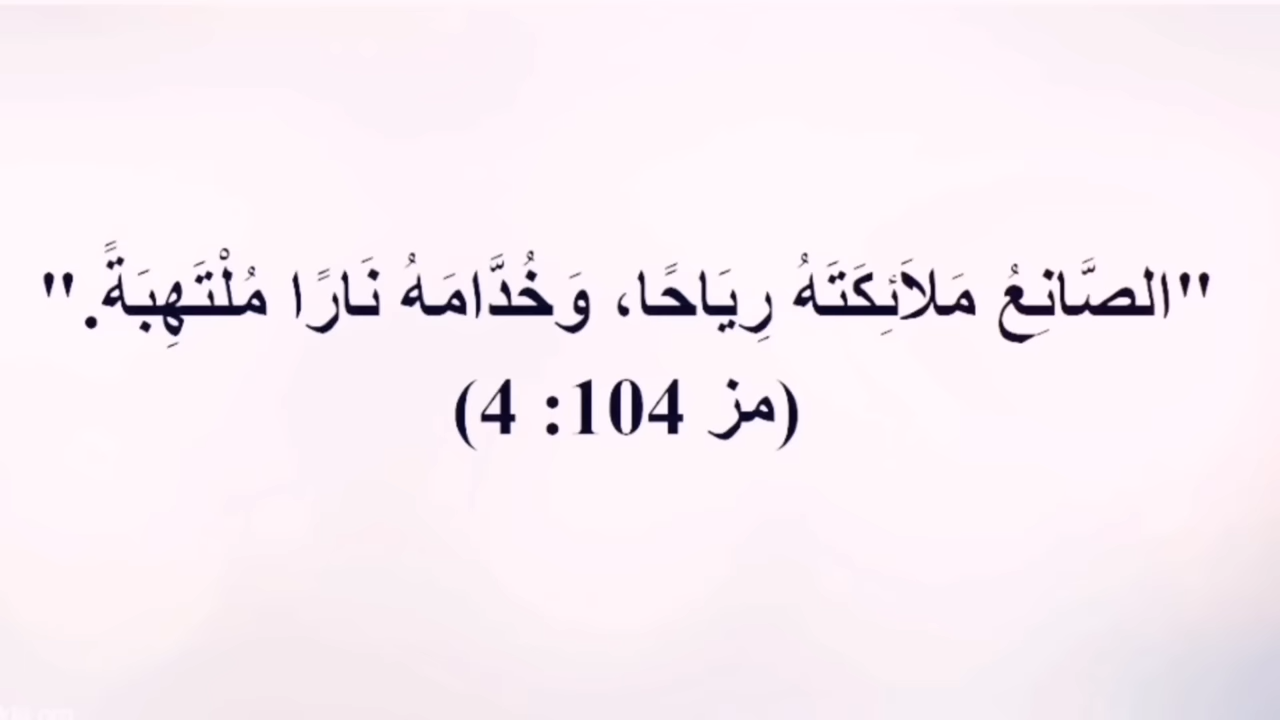 "الصَّانِعُ مَلاَئِكَتَهُ رِيَاحًا، وَخُدَّامَهُ نَارًا مُلْتَهِبَةً."
(مز 104: 4)